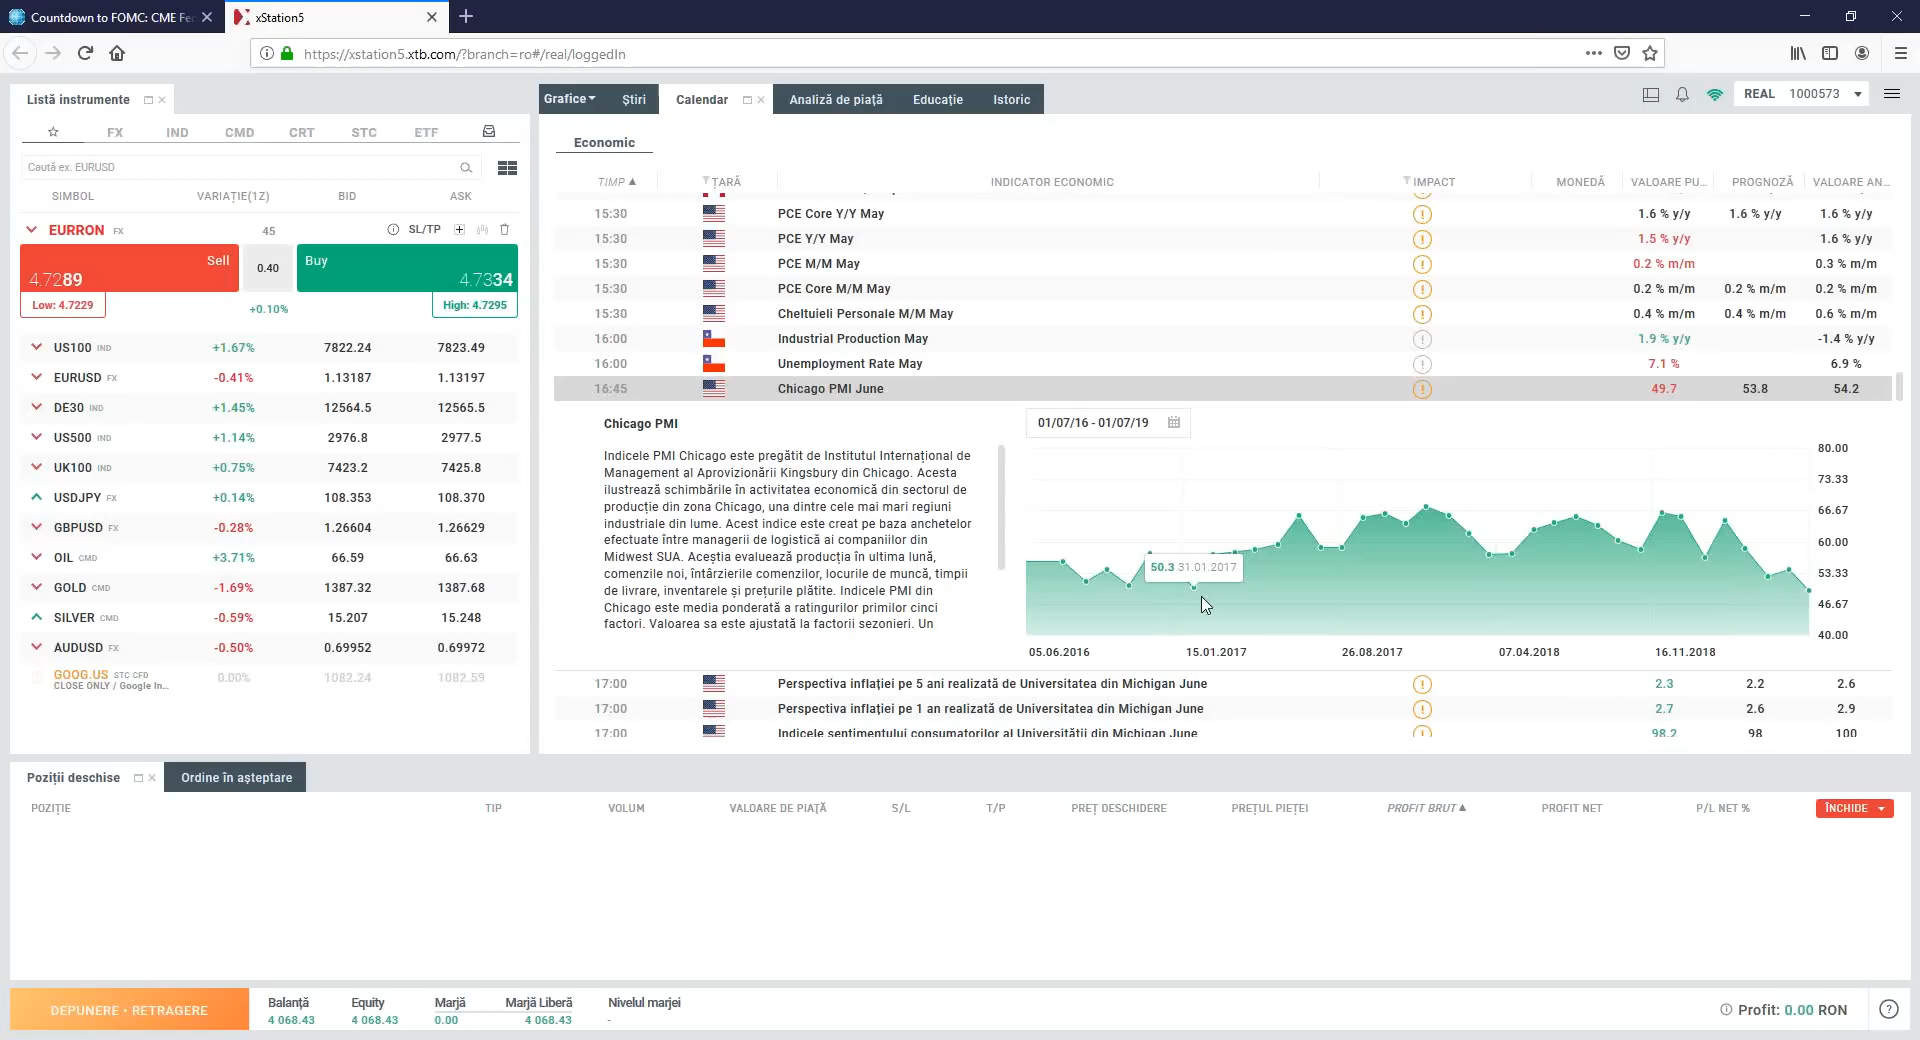 Countdown to FOMC: CME Fe
xStation5
https://xstation5.xtb.com/?branch=ro#/real/loggedIn
Listă instrumente
Grafice
Știri
Calendar
Analiză de piață
Educație
Istoric
REAL 1000573
FX IND CMD CRT STC ETF
Economic
Caută ex. EURUSD
SIMBOL VARIAȚIE(1Z) BID ASK
EURRON FX 45 SL/TP
Sell
4.7289
0.40
Buy
4.7334
Low: 4.7229
+0.10%
High: 4.7295
US100 IND +1.67% 7822.24 7823.49
EURUSD FX -0.41% 1.13187 1.13197
DE30 IND +1.45% 12564.5 12565.5
US500 IND +1.14% 2976.8 2977.5
UK100 IND +0.75% 7423.2 7425.8
USDJPY FX +0.14% 108.353 108.370
GBPUSD FX -0.28% 1.26604 1.26629
OIL CMD +3.71% 66.59 66.63
GOLD CMD -1.69% 1387.32 1387.68
SILVER CMD -0.59% 15.207 15.248
AUDUSD FX -0.50% 0.69952 0.69972
GOOG.US STC CFD 0.00% 1082.24 1082.59
CLOSE ONLY / Google In...
TIMP ȚARĂ INDICATOR ECONOMIC IMPACT MONEDĂ VALOARE PU... PROGNOZĂ VALOARE AN...
15:30 PCE Core Y/Y May 1.6 % y/y 1.6 % y/y 1.6 % y/y
15:30 PCE Y/Y May 1.5 % y/y 1.6 % y/y
15:30 PCE M/M May 0.2 % m/m 0.3 % m/m
15:30 PCE Core M/M May 0.2 % m/m 0.2 % m/m 0.2 % m/m
15:30 Cheltuieli Personale M/M May 0.4 % m/m 0.4 % m/m 0.6 % m/m
16:00 Industrial Production May 1.9 % y/y -1.4 % y/y
16:00 Unemployment Rate May 7.1 % 6.9 %
16:45 Chicago PMI June 49.7 53.8 54.2
Chicago PMI
Indicele PMI Chicago este pregătit de Institutul Internațional de
Management al Aprovizionării Kingsbury din Chicago. Acesta
ilustrează schimbările în activitatea economică din sectorul de
producție din zona Chicago, una dintre cele mai mari regiuni
industriale din lume. Acest indice este creat pe baza anchetelor
efectuate între managerii de logistică ai companiilor din
Midwest SUA. Aceștia evaluează producția în ultima lună,
comenzile noi, întârzierile comenzilor, locurile de muncă, timpii
de livrare, inventarele și prețurile plătite. Indicele PMI din
Chicago este media ponderată a ratingurilor primilor cinci
factori. Valoarea sa este ajustată la factorii sezonieri. Un
01/07/16 - 01/07/19
80.00
73.33
66.67
60.00
53.33
46.67
40.00
50.3 31.01.2017
05.06.2016 15.01.2017 26.08.2017 07.04.2018 16.11.2018
17:00 Perspectiva inflației pe 5 ani realizată de Universitatea din Michigan June 2.3 2.2 2.6
17:00 Perspectiva inflației pe 1 an realizată de Universitatea din Michigan June 2.7 2.6 2.9
17:00 Indicele sentimentului consumatorilor al Universității din Michigan June 98.2 98 100
Poziții deschise
Ordine în așteptare
POZIȚIE TIP VOLUM VALOARE DE PIAȚĂ S/L T/P PREȚ DESCHIDERE PREȚUL PIEȚEI PROFIT BRUT PROFIT NET P/L NET % ÎNCHIDE
DEPUNERE • RETRAGERE
Balanță Equity Marjă Marjă Liberă Nivelul marjei
4 068.43 4 068.43 0.00 4 068.43 -
Profit: 0.00 RON